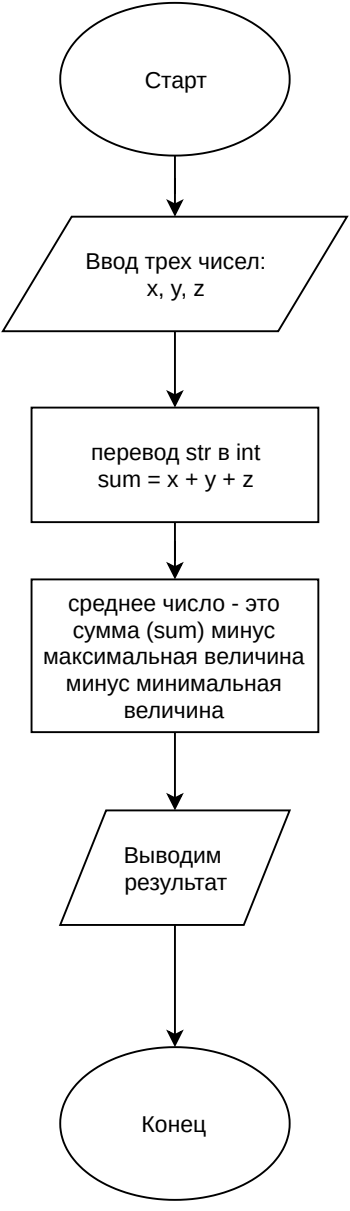 Старт
Ввод трех чисел:
x, y, z
перевод str в int
sum = x + y + z
среднее число - это
сумма (sum) минус
максимальная величина
минус минимальная
величина
Выводим
результат
Конец